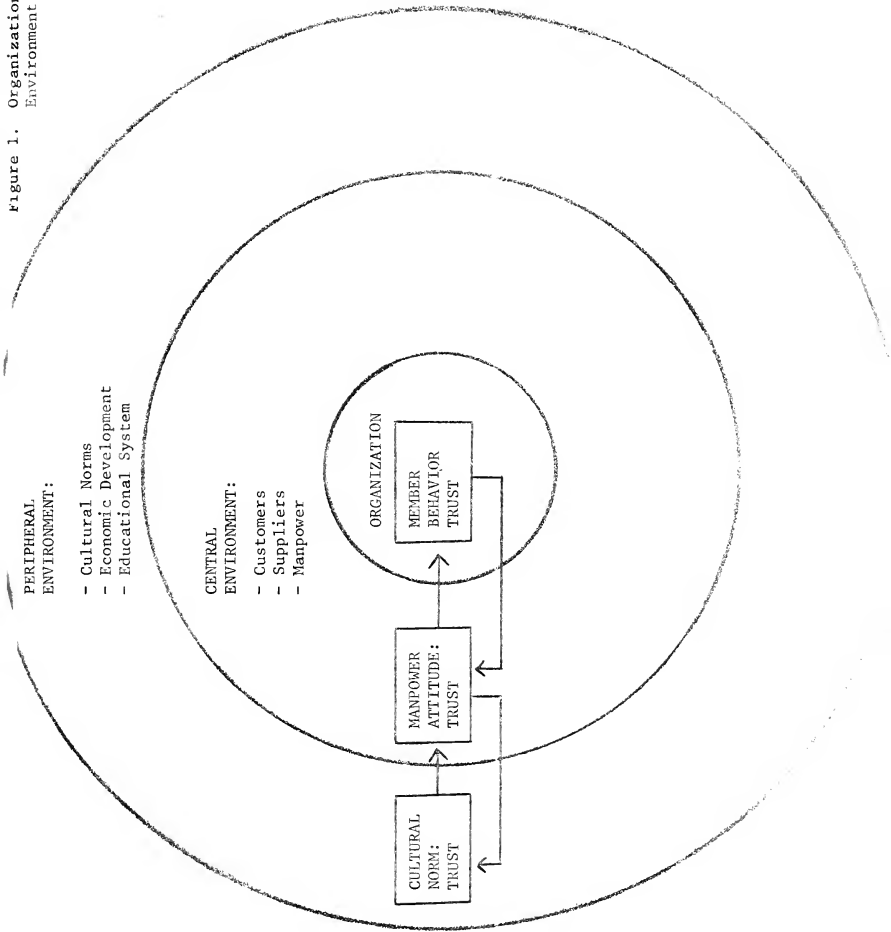 Figure 1. Organization
Environment
PERIPHERAL
ENVIRONMENT:
- Cultural Norms
- Economic Development
- Educational System
CENTRAL
ENVIRONMENT:
- Customers
- Suppliers
- Manpower
ORGANIZATION
MEMBER
BEHAVIOR
TRUST
MANPOWER
ATTITUDE:
TRUST
CULTURAL
NORM:
TRUST